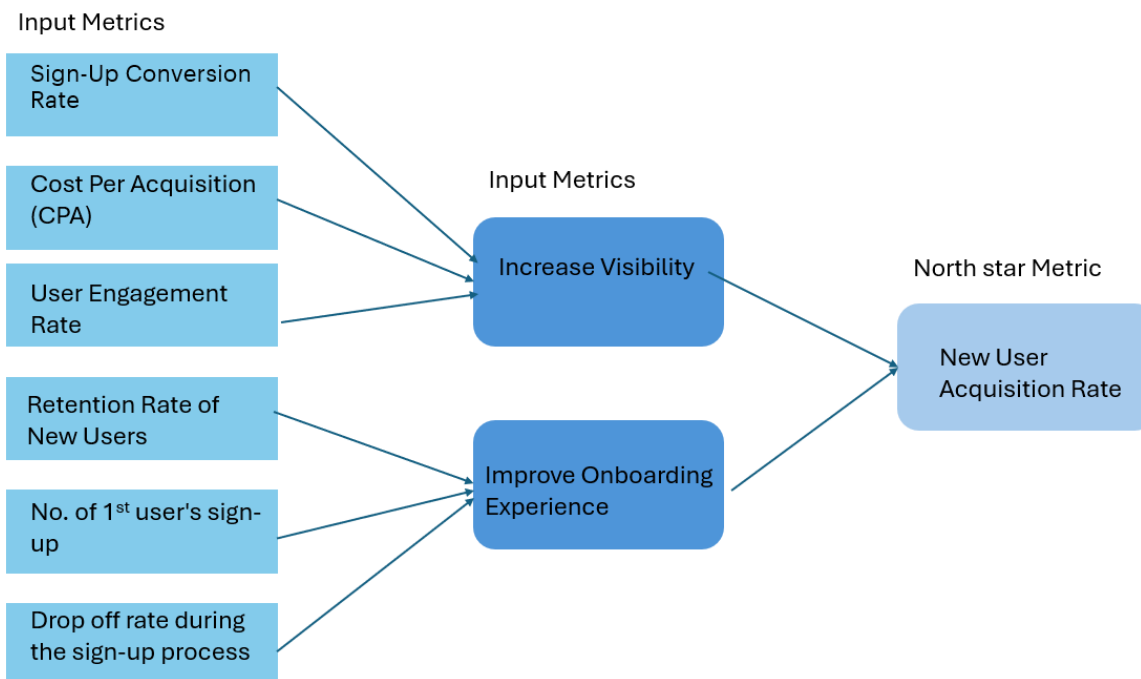 Input Metrics
Sign-Up Conversion
Rate
Cost Per Acquisition
(CPA)
User Engagement
Rate
Retention Rate of
New Users
No. of 1st user's sign-
up
Drop off rate during
the sign-up process
Input Metrics
Increase Visibility
Improve Onboarding
Experience
North star Metric
New User
Acquisition Rate